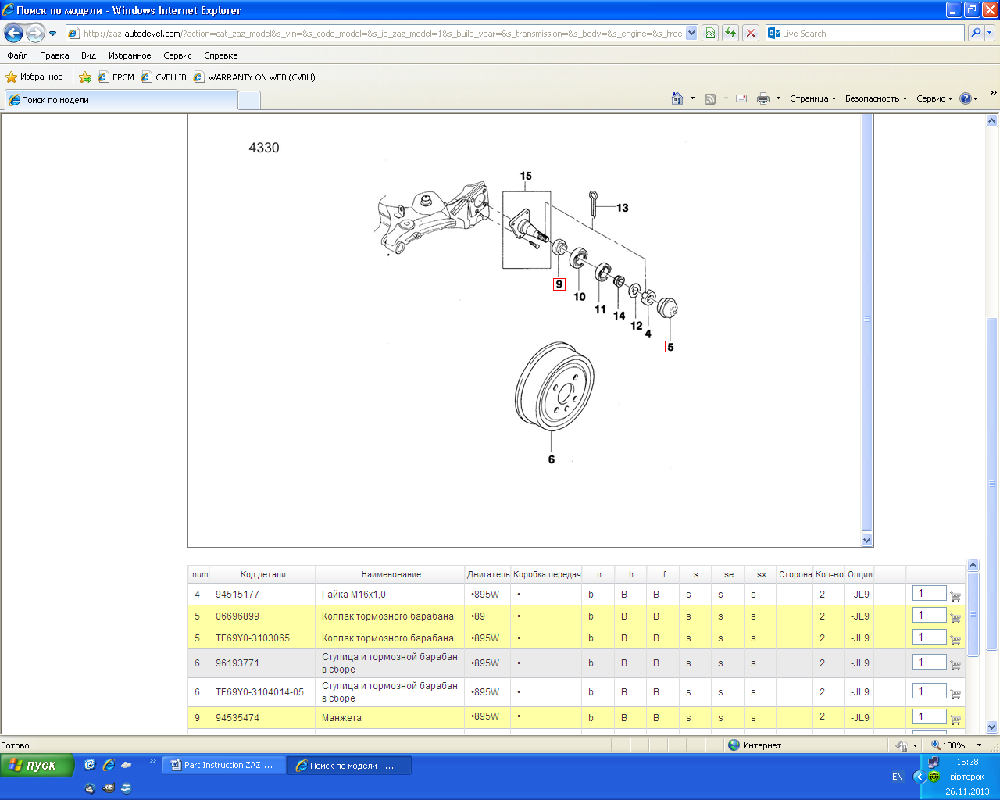 Поиск по модели - Windows Internet Explorer
http://zaz.autodevel.com/?action=cat_zaz_model&s_vin=&s_code_model=&s_id_zaz_model=1&s_build_year=&s_transmission=&s_body=&s_engine=&s_free
Live Search
Файл Правка Вид Избранное Сервис Справка
Избранное EPCM CVBU IB WARRANTY ON WEB (CVBU)
Поиск по модели
Страница Безопасность Сервис
4330
15
13
9
10
11
14
12
4
5
6
num Код детали Наименование Двигатель Коробка передач n h f s se sx Сторона Кол-во Опции
4 94515177 Гайка М16х1,0 •895W • b B B s s s 2 -JL9 1
5 06696899 Колпак тормозного барабана •89 • b B B s s s 2 -JL9 1
5 TF69Y0-3103065 Колпак тормозного барабана •895W • b B B s s s 2 -JL9 1
6 96193771 Ступица и тормозной барабан в сборе •895W • b B B s s s 2 -JL9 1
6 TF69Y0-3104014-05 Ступица и тормозной барабан в сборе •895W • b B B s s s 2 -JL9 1
9 94535474 Манжета •895W • b B B s s s 2 -JL9 1
Готово Интернет 100%
пуск Part Instruction ZAZ.... Поиск по модели - ... EN 15:28
вівторок
26.11.2013